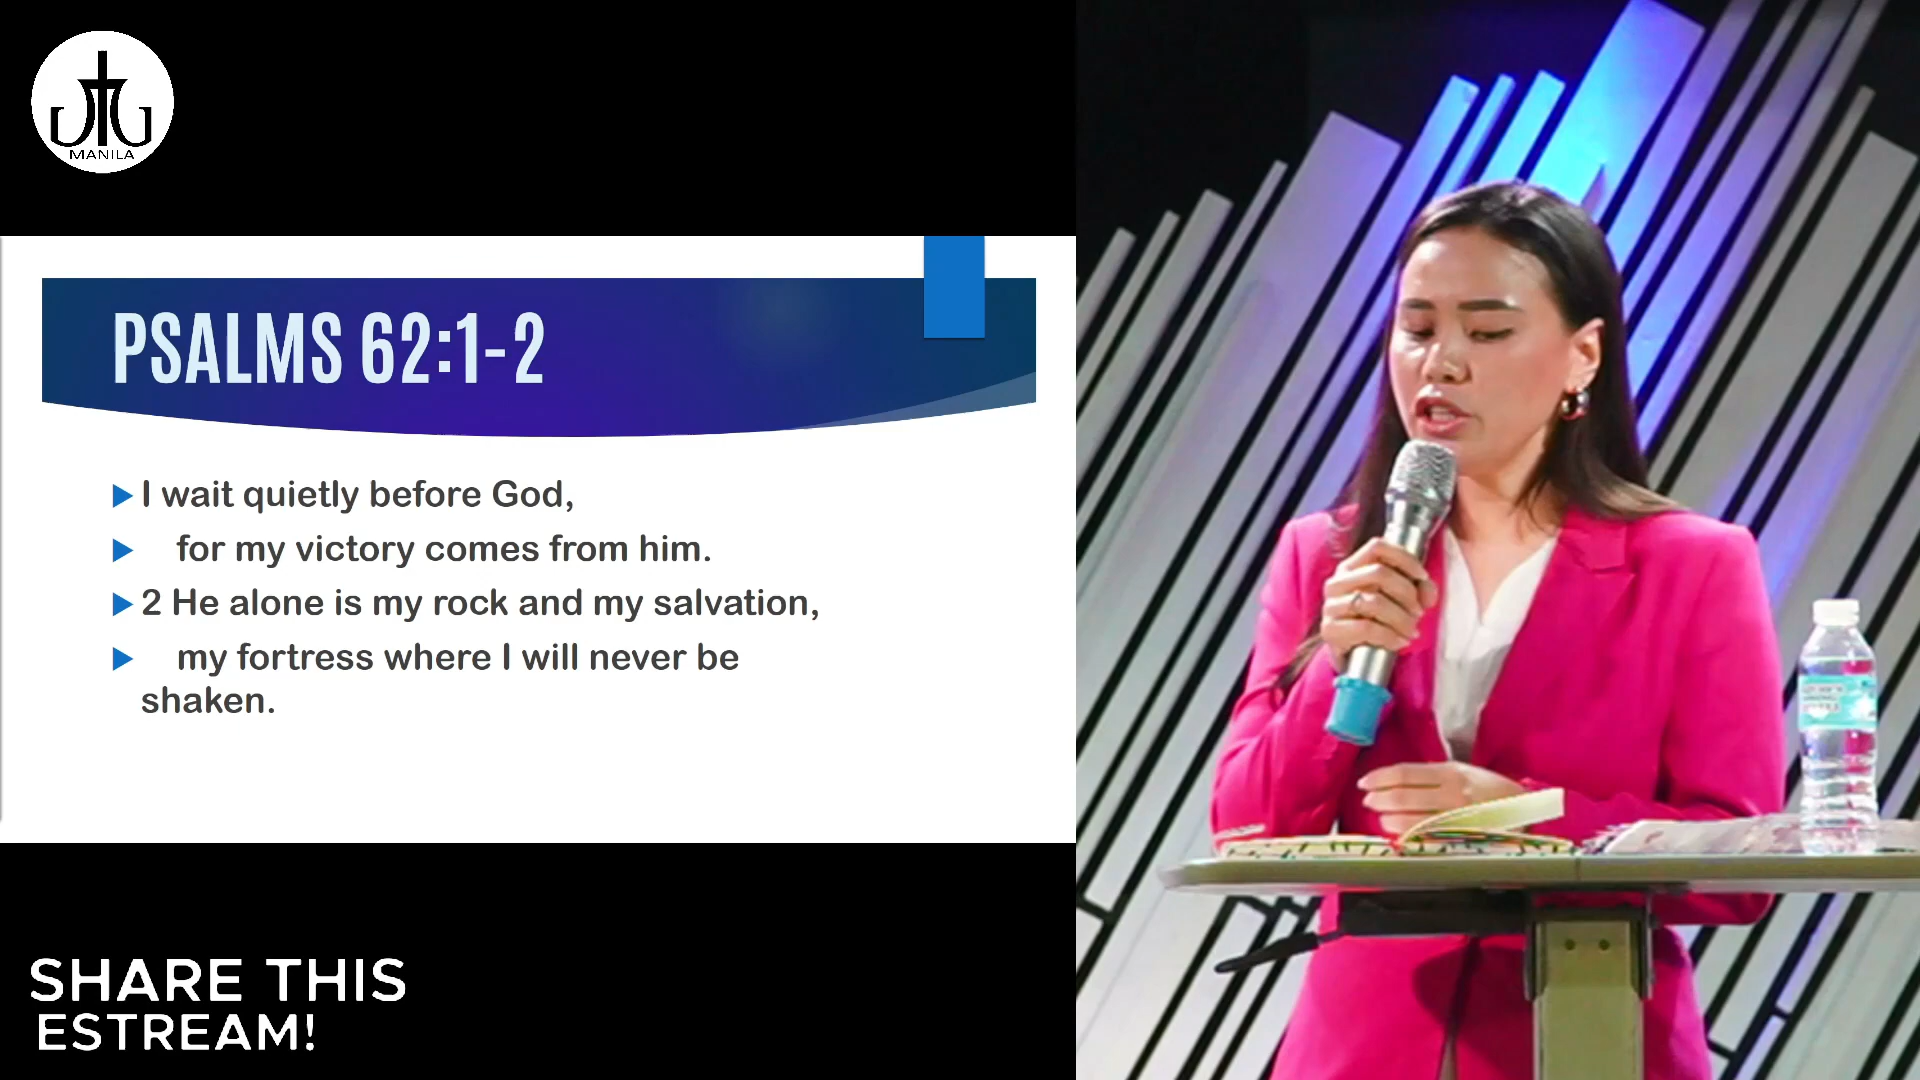 MANILA
PSALMS 62:1-2
I wait quietly before God,
for my victory comes from him.
2 He alone is my rock and my salvation,
my fortress where I will never be
shaken.
SHARE THIS
ESTREAM!